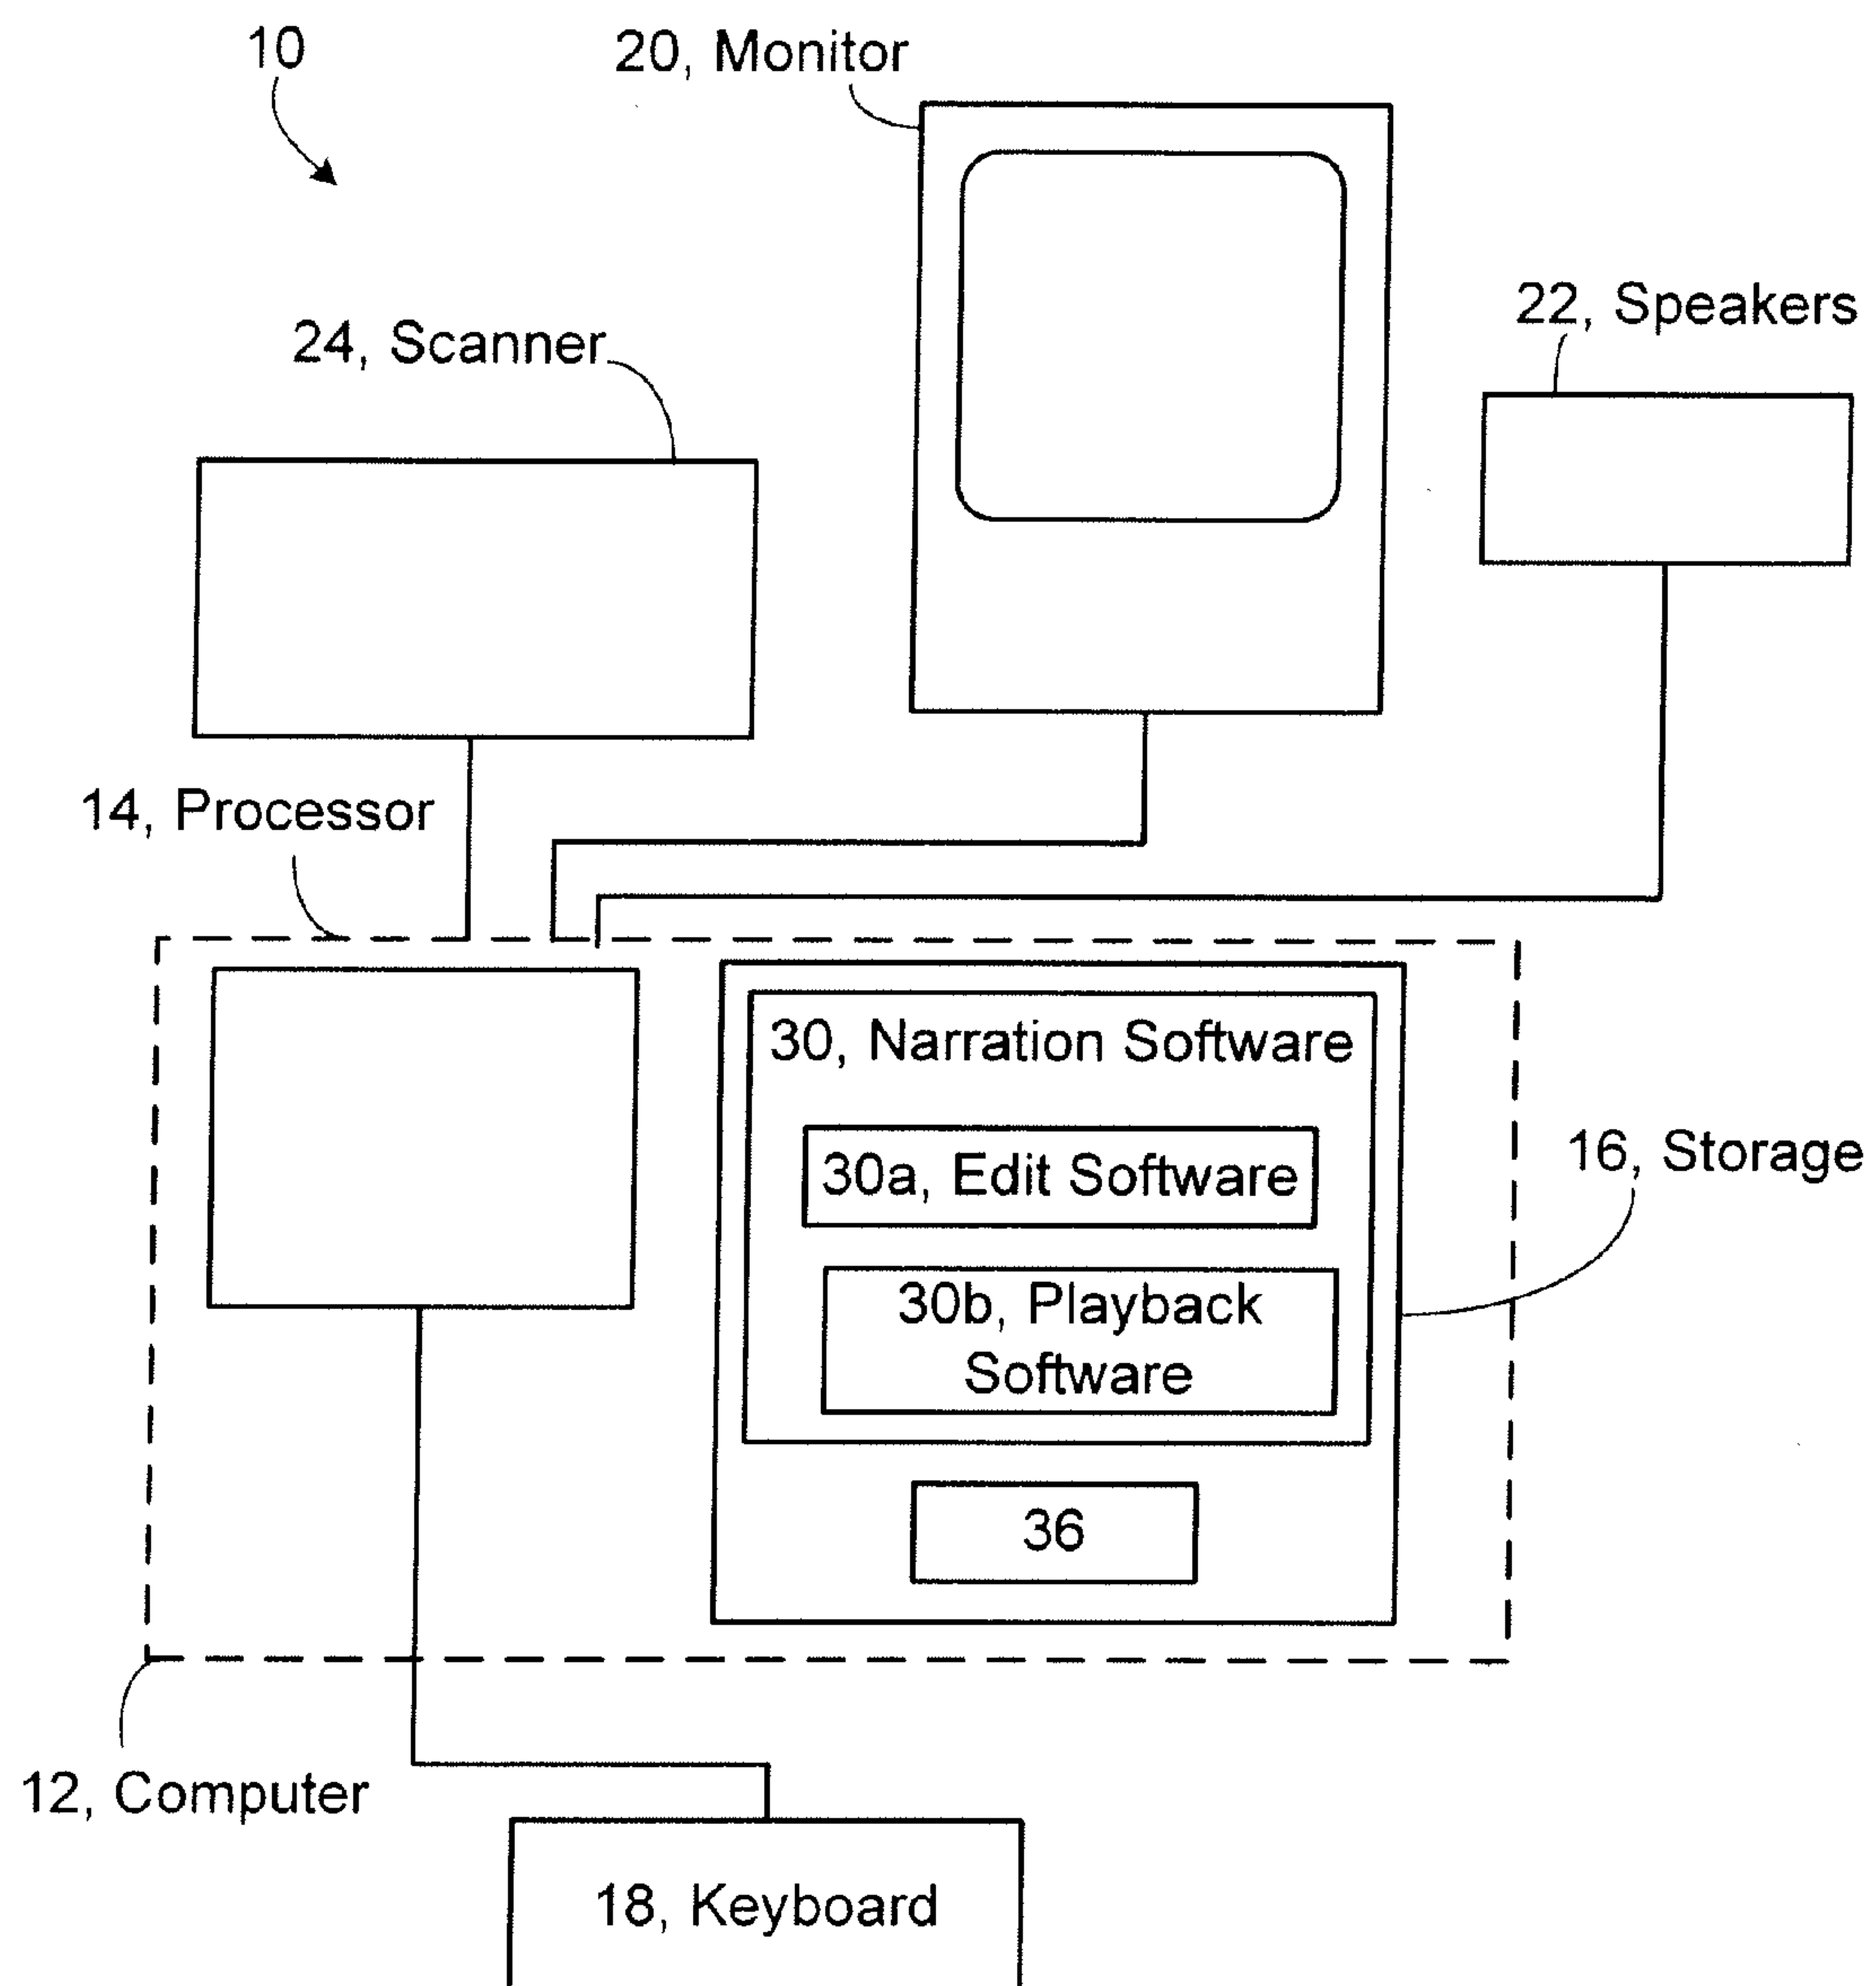 10
20, Monitor
22, Speakers
24, Scanner
14, Processor
30, Narration Software
30a, Edit Software
16, Storage
30b, Playback
Software
36
12, Computer
18, Keyboard